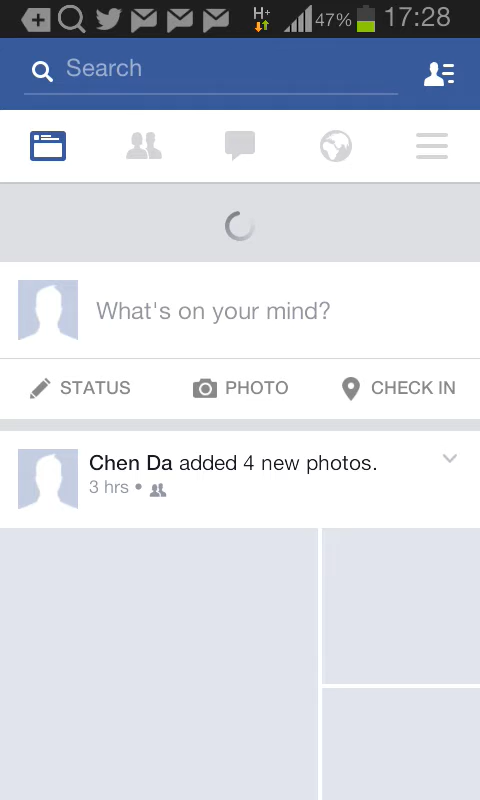 H+ 47% 17:28
Search
What's on your mind?
STATUS PHOTO CHECK IN
Chen Da added 4 new photos.
3 hrs •